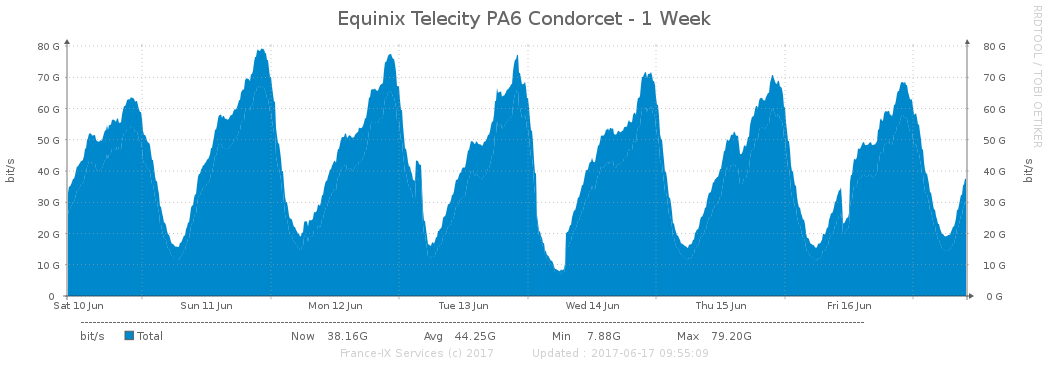 Equinix Telecity PA6 Condorcet - 1 Week
RRDTOOL / TOBI OETIKER
80 G 80 G
70 G 70 G
60 G 60 G
50 G 50 G
40 G 40 G
30 G 30 G
20 G 20 G
10 G 10 G
0 0 G
bit/s bit/s
Sat 10 Jun Sun 11 Jun Mon 12 Jun Tue 13 Jun Wed 14 Jun Thu 15 Jun Fri 16 Jun
bit/s Total Now 38.16G Avg 44.25G Min 7.88G Max 79.20G
France-IX Services (c) 2017 Updated : 2017-06-17 09:55:09